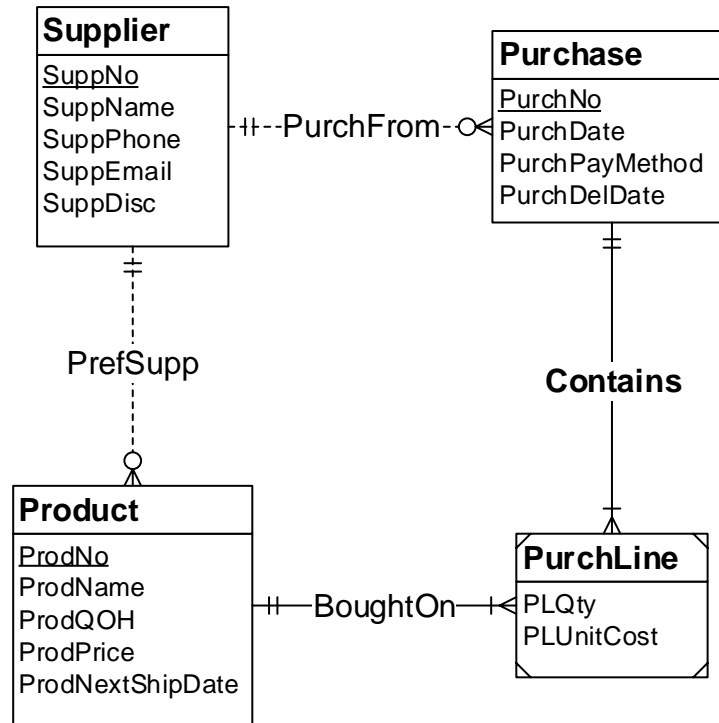 Supplier
SuppNo
SuppName
SuppPhone
SuppEmail
SuppDisc
PurchFrom
Purchase
PurchNo
PurchDate
PurchPayMethod
PurchDelDate
PrefSupp
Contains
Product
ProdNo
ProdName
ProdQOH
ProdPrice
ProdNextShipDate
BoughtOn
PurchLine
PLQty
PLUnitCost